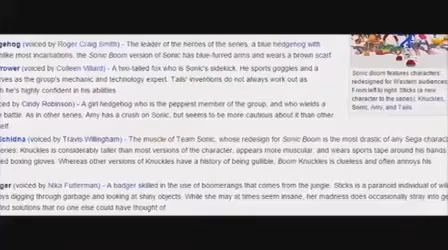 gehog (voiced by Roger Craig Smith) - The leader of the heroes of the series, a blue hedgehog with
nlike most incarnations, the Sonic Boom version of Sonic has blue-furred arms and wears a brown scarf
rower (voiced by Colleen Villard) - A two-tailed fox who is Sonic's sidekick. He sports goggles and a
rves as the group's mechanic and technology expert. Tails' inventions do not always work out as
h he's highly confident in his abilities
ced by Cindy Robinson) - A girl hedgehog who is the peppiest member of the group, and who wields a
battle. As in other series, Amy has a crush on Sonic, but seems to be more cautious about it than other
self
chidna (voiced by Travis Willingham) - The muscle of Team Sonic, whose redesign for Sonic Boom is the most drastic of any Sega charact
eries: Knuckles is considerably taller than most versions of the character, appears more muscular, and wears sports tape around his hands
ed boxing gloves. Whereas other versions of Knuckles have a history of being gullible, Boom Knuckles is clueless and often annoys his
ger (voiced by Nika Futterman) - A badger skilled in the use of boomerangs that comes from the jungle. Sticks is a paranoid individual of wil
oys digging through garbage and looking at shiny objects. While she may at times seem insane, her madness does occasionally stray into ge
find solutions that no one else could have thought of
Sonic Boom features characters
redesigned for Western audiences
From left to right: Sticks (a new
character to the series), Knuckles,
Sonic, Amy, and Tails.